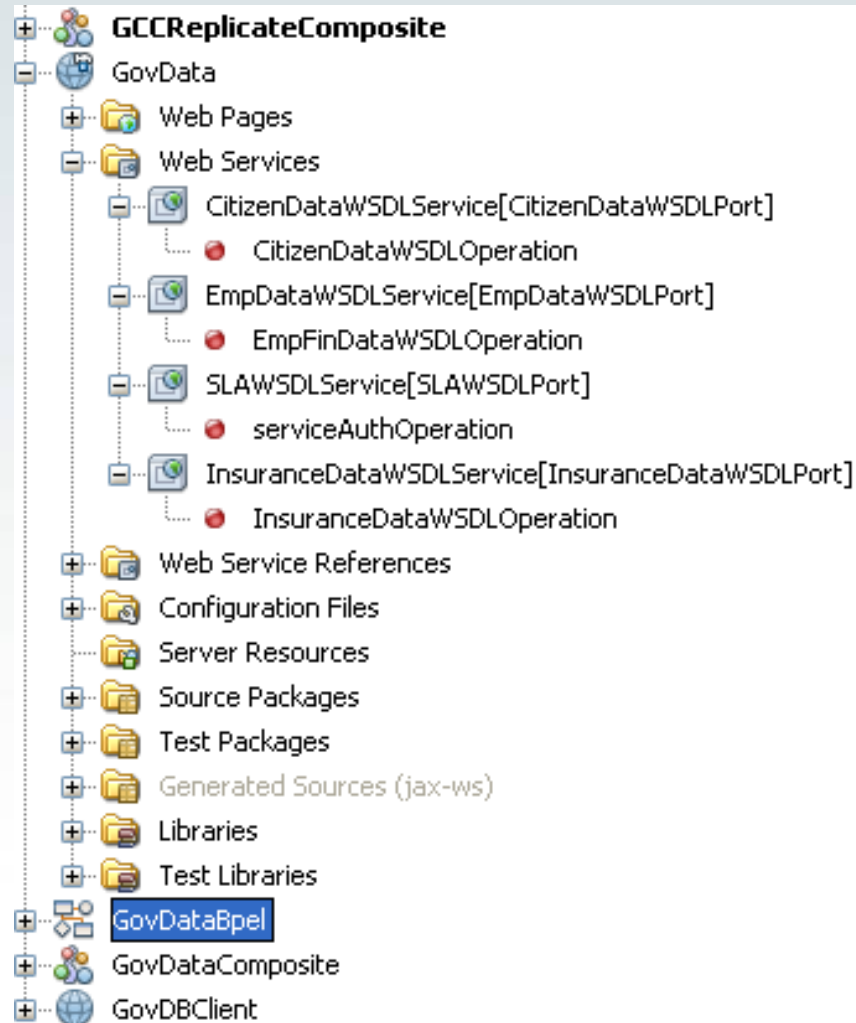 GCCReplicateComposite
GovData
Web Pages
Web Services
CitizenDataWSDLService[CitizenDataWSDLPort]
CitizenDataWSDLOperation
EmpDataWSDLService[EmpDataWSDLPort]
EmpFinDataWSDLOperation
SLAWSDLService[SLAWSDLPort]
serviceAuthOperation
InsuranceDataWSDLService[InsuranceDataWSDLPort]
InsuranceDataWSDLOperation
Web Service References
Configuration Files
Server Resources
Source Packages
Test Packages
Generated Sources (jax-ws)
Libraries
Test Libraries
GovDataBpel
GovDataComposite
GovDBClient